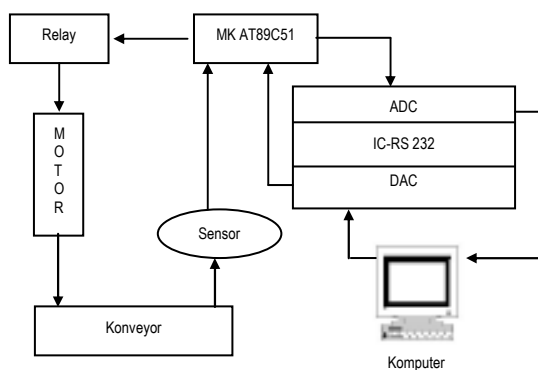 Relay
MK AT89C51
ADC
IC-RS 232
DAC
M
O
T
O
R
Sensor
Konveyor
Komputer